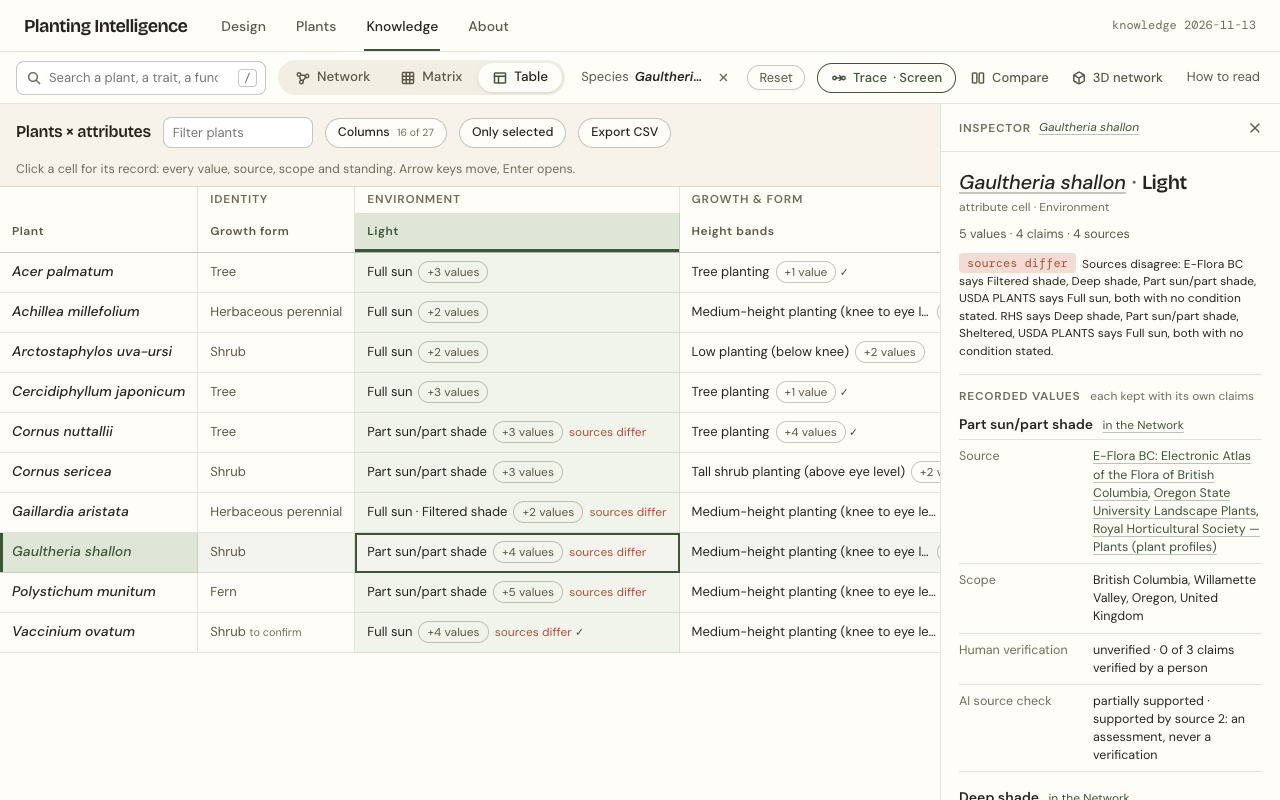 Planting Intelligence Design Plants Knowledge About knowledge 2026-11-13
Search a plant, a trait, a func / Network Matrix Table Species Gaultheri... × Reset Trace · Screen Compare 3D network How to read
Plants × attributes Filter plants Columns 16 of 27 Only selected Export CSV
Click a cell for its record: every value, source, scope and standing. Arrow keys move, Enter opens.
IDENTITY ENVIRONMENT GROWTH & FORM
Plant Growth form Light Height bands
Acer palmatum Tree Full sun +3 values Tree planting +1 value ✓
Achillea millefolium Herbaceous perennial Full sun +2 values Medium-height planting (knee to eye l...
Arctostaphylos uva-ursi Shrub Full sun +2 values Low planting (below knee) +2 values
Cercidiphyllum japonicum Tree Full sun +3 values Tree planting +1 value ✓
Cornus nuttallii Tree Part sun/part shade +3 values sources differ Tree planting +4 values ✓
Cornus sericea Shrub Part sun/part shade +3 values Tall shrub planting (above eye level) +2 v
Gaillardia aristata Herbaceous perennial Full sun · Filtered shade +2 values sources differ Medium-height planting (knee to eye le...
Gaultheria shallon Shrub Part sun/part shade +4 values sources differ Medium-height planting (knee to eye l...
Polystichum munitum Fern Part sun/part shade +5 values sources differ Medium-height planting (knee to eye le...
Vaccinium ovatum Shrub to confirm Full sun +4 values sources differ ✓ Medium-height planting (knee to eye le...
INSPECTOR Gaultheria shallon ×
Gaultheria shallon · Light
attribute cell · Environment
5 values · 4 claims · 4 sources
sources differ Sources disagree: E-Flora BC
says Filtered shade, Deep shade, Part sun/part shade,
USDA PLANTS says Full sun, both with no condition
stated. RHS says Deep shade, Part sun/part shade,
Sheltered, USDA PLANTS says Full sun, both with no
condition stated.
RECORDED VALUES each kept with its own claims
Part sun/part shade in the Network
Source E-Flora BC: Electronic Atlas
of the Flora of British
Columbia, Oregon State
University Landscape Plants,
Royal Horticultural Society —
Plants (plant profiles)
Scope British Columbia, Willamette
Valley, Oregon, United
Kingdom
Human verification unverified · 0 of 3 claims
verified by a person
AI source check partially supported ·
supported by source 2: an
assessment, never a
verification
Deep shade in the Network